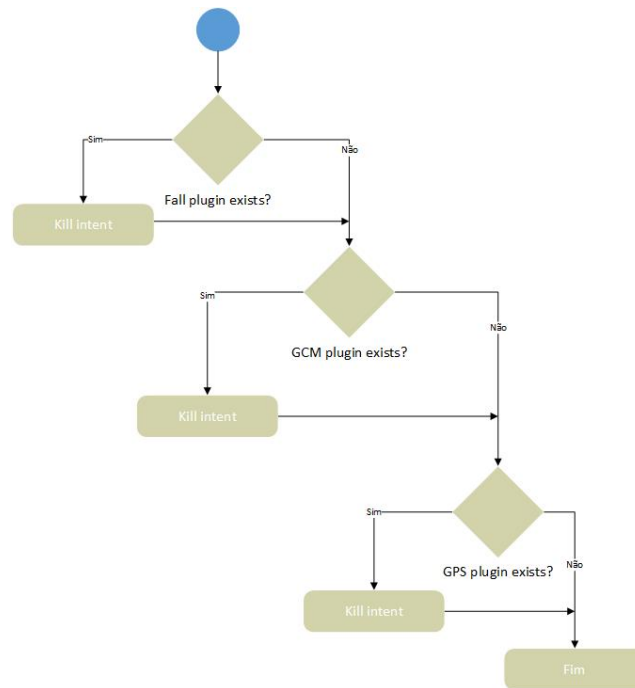 Sim
Não
Fall plugin exists?
Kill intent
Sim
Não
GCM plugin exists?
Kill intent
Sim
Não
GPS plugin exists?
Kill intent
Fim